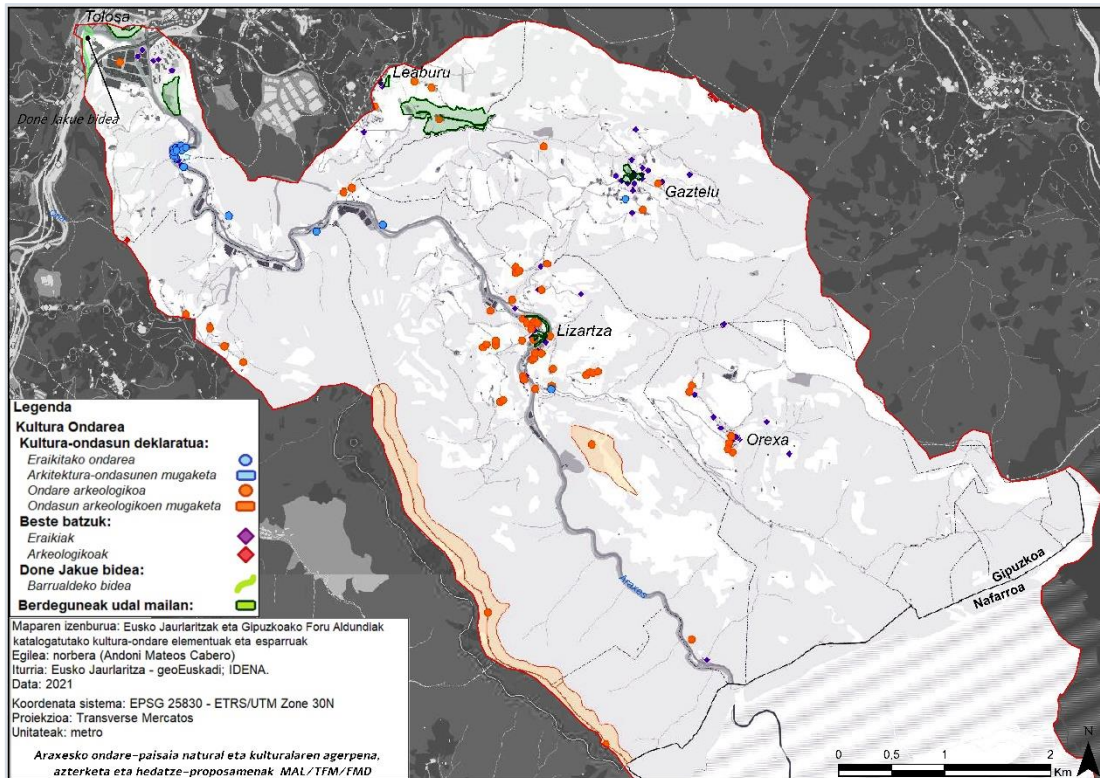 Tolosa
Leaburu
Done Jakue bidea
Gaztelu
Lizartza
Orexa
Araxes
Gipuzkoa
Nafarroa
Legenda
Kultura Ondarea
Kultura-ondasun deklaratua:
Eraikitako ondarea
Arkitektura-ondasunen mugaketa
Ondare arkeologikoa
Ondasun arkeologikoen mugaketa
Beste batzuk:
Eraikiak
Arkeologikoak
Done Jakue bidea:
Barrualdeko bidea
Berdeguneak udal mailan:
Maparen izenburua: Eusko Jaurlaritzak eta Gipuzkoako Foru Aldundiak
katalogatutako kultura-ondare elementuak eta esparruak
Egilea: norbera (Andoni Mateos Cabero)
Iturria: Eusko Jaurlaritza - geoEuskadi; IDENA.
Data: 2021
Koordenata sistema: EPSG 25830 - ETRS/UTM Zone 30N
Proiekzioa: Transverse Mercatos
Unitateak: metro
Araxesko ondare-paisaia natural eta kulturalaren agerpena,
azterketa eta hedatze-proposamenak MAL/TFM/FMD
N
0 0,5 1 2
Km